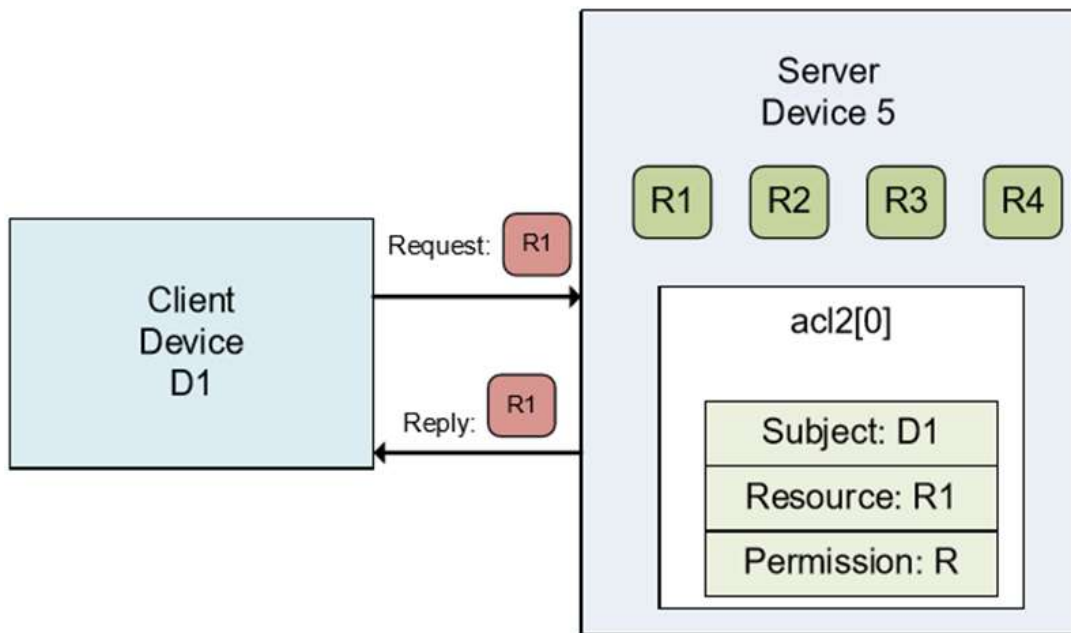 Server
Device 5
R1 R2 R3 R4
Request: R1
Client
Device
D1
Reply: R1
acl2[0]
Subject: D1
Resource: R1
Permission: R